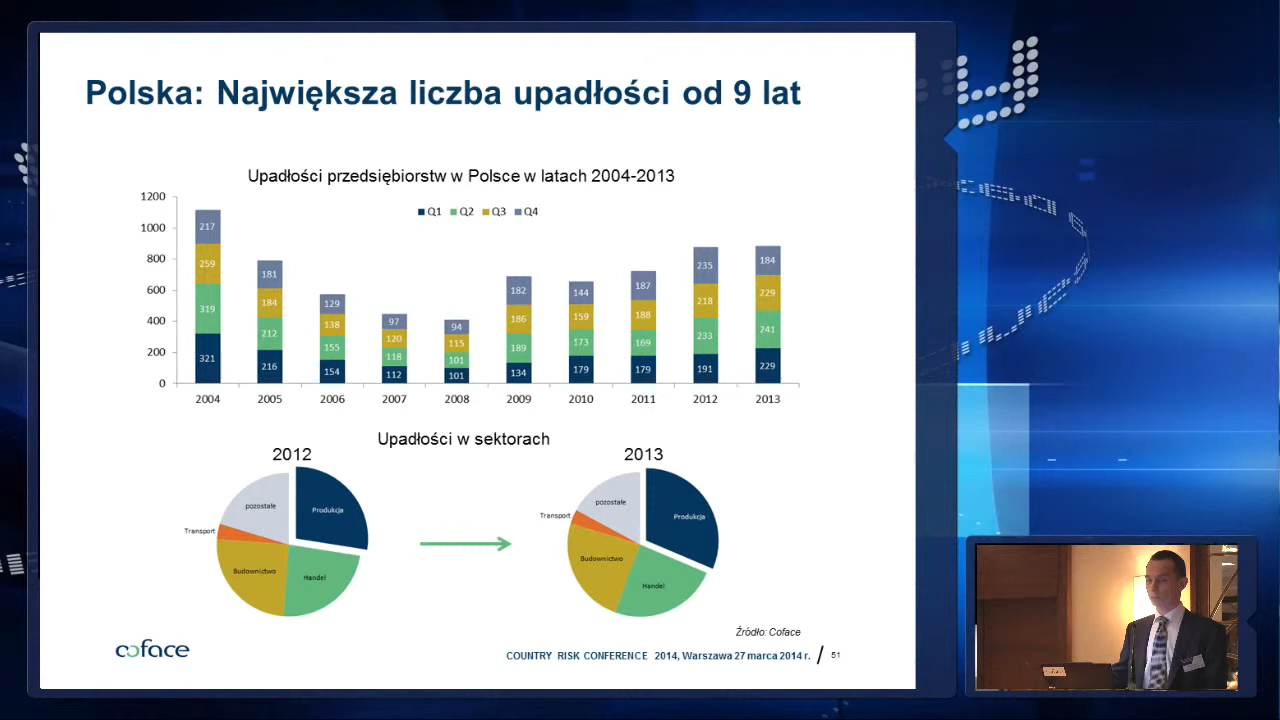 Polska: Największa liczba upadłości od 9 lat
Upadłości przedsiębiorstw w Polsce w latach 2004-2013
Q1 Q2 Q3 Q4
1200
1000
800
600
400
200
0
217
259
319
321
181
184
212
216
129
138
155
154
97
120
118
112
94
115
101
101
182
186
189
134
144
159
173
179
187
188
169
179
235
218
233
191
184
229
241
229
2004 2005 2006 2007 2008 2009 2010 2011 2012 2013
Upadłości w sektorach
2012
pozostałe
Produkcja
Transport
Budownictwo
Handel
2013
pozostałe
Produkcja
Transport
Budownictwo
Handel
Źródło: Coface
coface
COUNTRY RISK CONFERENCE 2014, Warszawa 27 marca 2014 r. / 51